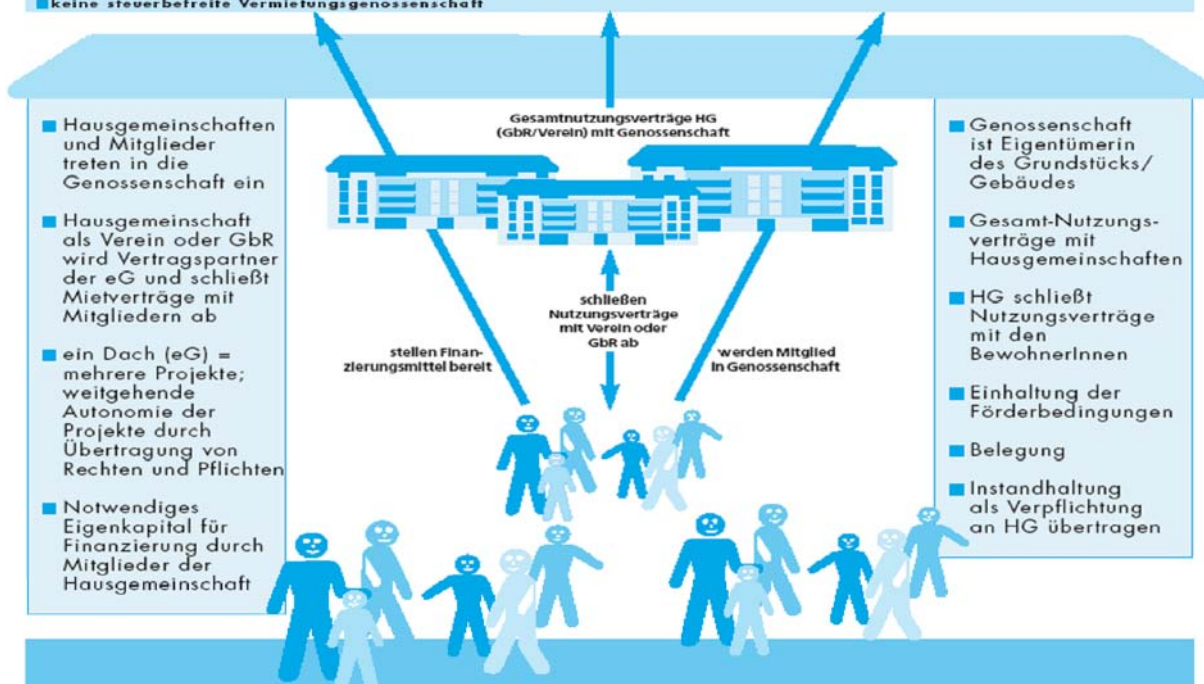 keine steuerbefreite Vermietungsgenossenschaft
Hausgemeinschaften
und Mitglieder
treten in die
Genossenschaft ein
Hausgemeinschaft
als Verein oder GbR
wird Vertragspartner
der eG und schließt
Mietverträge mit
Mitgliedern ab
ein Dach (eG) =
mehrere Projekte;
weitgehende
Autonomie der
Projekte durch
Übertragung von
Rechten und Pflichten
Notwendiges
Eigenkapital für
Finanzierung durch
Mitglieder der
Hausgemeinschaft
Gesamtnutzungsverträge HG
(GbR/Verein) mit Genossenschaft
schließen
Nutzungsverträge
mit Verein oder
GbR ab
stellen Finan-
zierungsmittel bereit
werden Mitglied
in Genossenschaft
Genossenschaft
ist Eigentümerin
des Grundstücks/
Gebäudes
Gesamt-Nutzungs-
verträge mit
Hausgemeinschaften
HG schließt
Nutzungsverträge
mit den
BewohnerInnen
Einhaltung der
Förderbedingungen
Belegung
Instandhaltung
als Verpflichtung
an HG übertragen